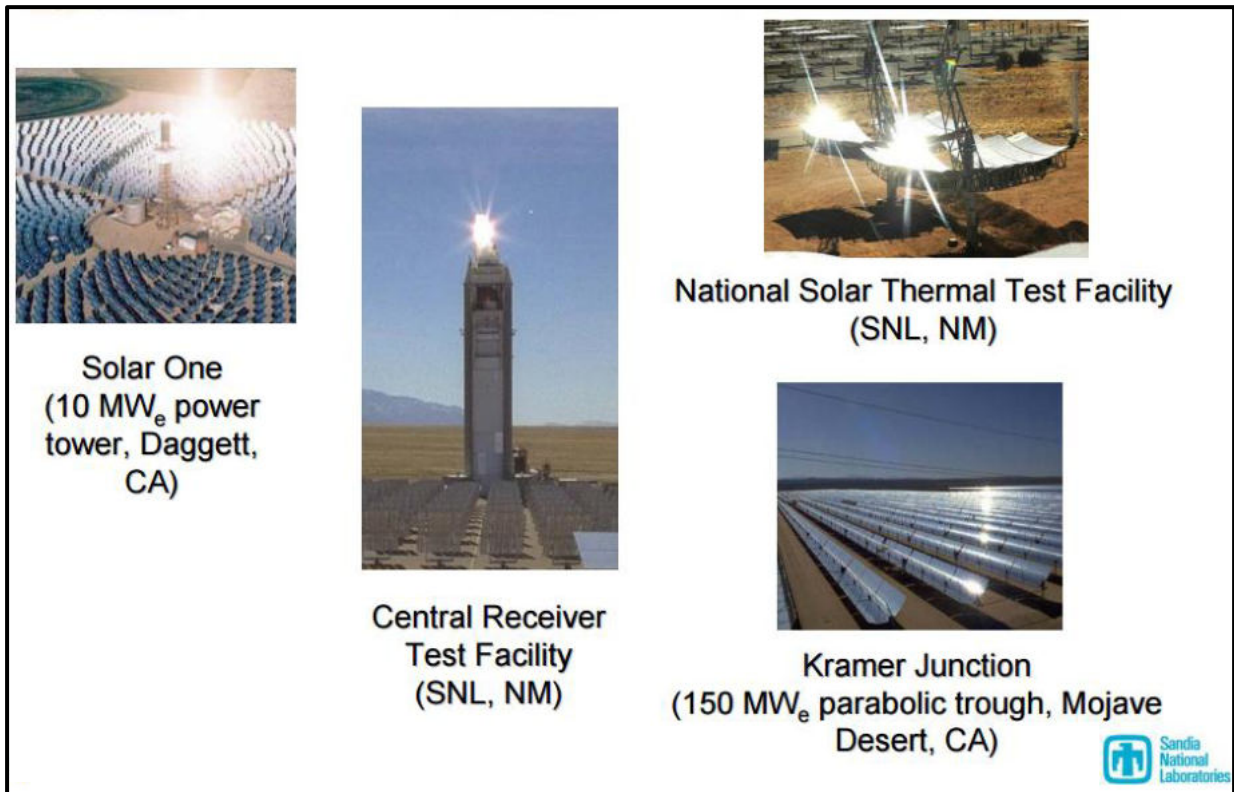 Solar One
(10 MWe power
tower, Daggett,
CA)
Central Receiver
Test Facility
(SNL, NM)
National Solar Thermal Test Facility
(SNL, NM)
Kramer Junction
(150 MWe parabolic trough, Mojave
Desert, CA)
Sandia
National
Laboratories